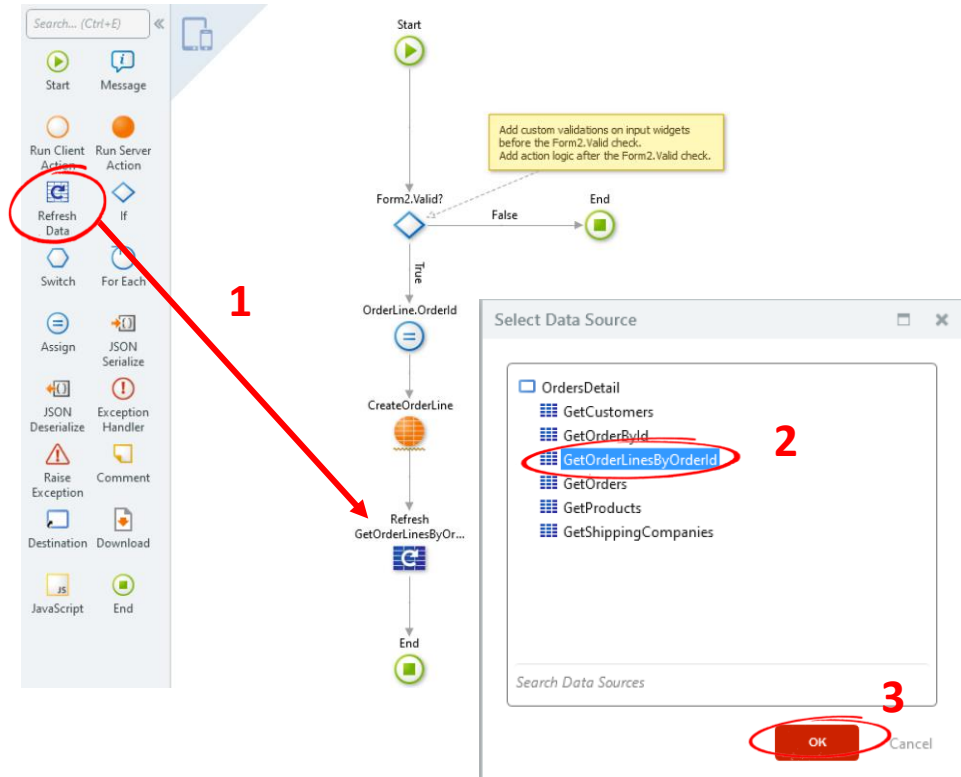 Search... (Ctrl+E)
Start
Message
Run Client
Action
Run Server
Action
Refresh
Data
If
Switch
For Each
Assign
JSON
Serialize
JSON
Deserialize
Exception
Handler
Raise
Exception
Comment
Destination
Download
JS
JavaScript
End
1
Start
Add custom validations on input widgets
before the Form2.Valid check.
Add action logic after the Form2.Valid check.
Form2.Valid?
False
End
True
OrderLine.OrderId
CreateOrderLine
Refresh
GetOrderLinesByOr...
End
Select Data Source
OrdersDetail
GetCustomers
GetOrderById
GetOrderLinesByOrderId
2
GetOrders
GetProducts
GetShippingCompanies
Search Data Sources
3
OK
Cancel